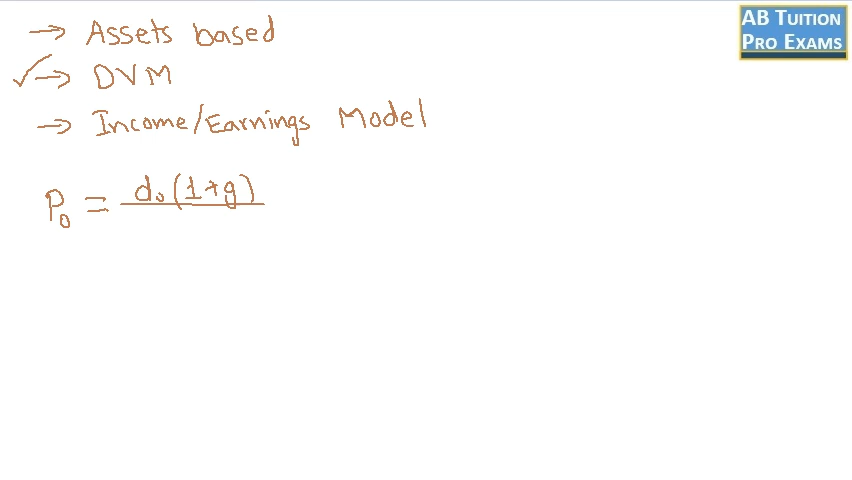 → Assets based
✓→ DVM
→ Income/Earnings Model
P₀ = d₀(1+g)
AB TUITION
PRO EXAMS